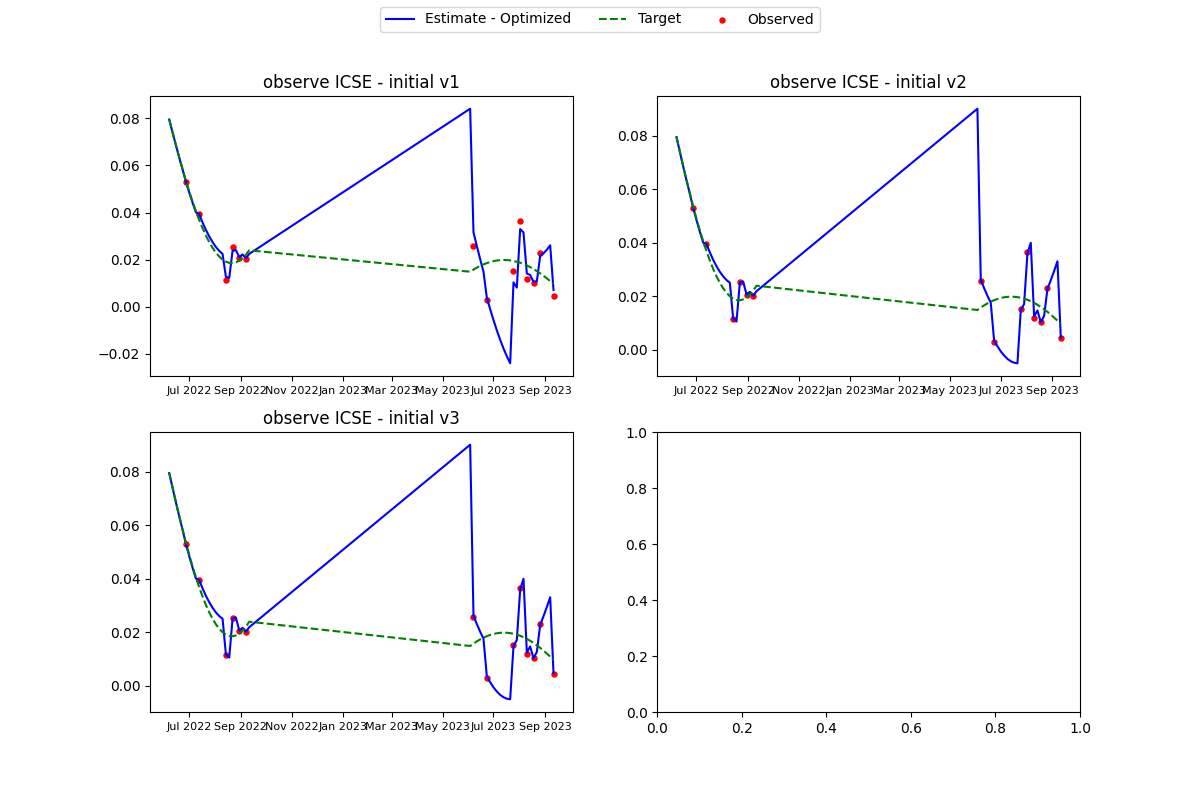 Estimate - Optimized Target Observed
observe ICSE - initial v1
0.08
0.06
0.04
0.02
0.00
−0.02
Jul 2022 Sep 2022 Nov 2022 Jan 2023 Mar 2023 May 2023 Jul 2023 Sep 2023
observe ICSE - initial v2
0.08
0.06
0.04
0.02
0.00
Jul 2022 Sep 2022 Nov 2022 Jan 2023 Mar 2023 May 2023 Jul 2023 Sep 2023
observe ICSE - initial v3
0.08
0.06
0.04
0.02
0.00
Jul 2022 Sep 2022 Nov 2022 Jan 2023 Mar 2023 May 2023 Jul 2023 Sep 2023
1.0
0.8
0.6
0.4
0.2
0.0
0.0 0.2 0.4 0.6 0.8 1.0